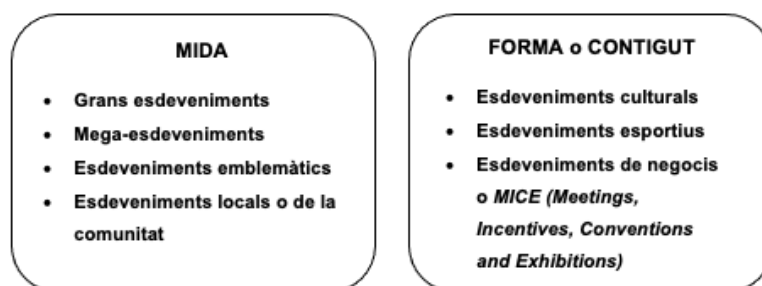 MIDA
• Grans esdeveniments
• Mega-esdeveniments
• Esdeveniments emblemàtics
• Esdeveniments locals o de la
comunitat
FORMA o CONTIGUT
• Esdeveniments culturals
• Esdeveniments esportius
• Esdeveniments de negocis
o MICE (Meetings,
Incentives, Conventions
and Exhibitions)